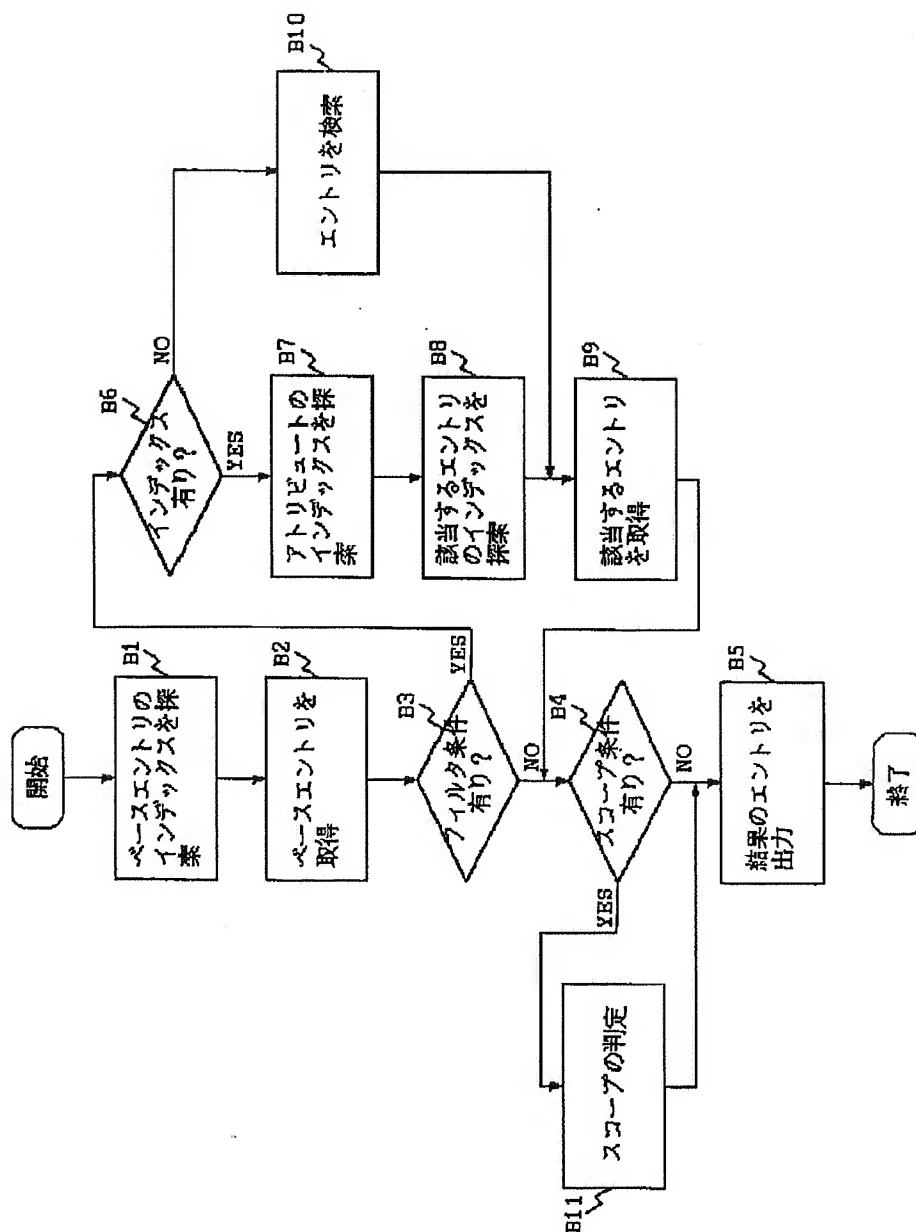 開始
B1
ベースエントリの
インデックスを探
索
B2
ベースエントリを
取得
B3
フィルタ条件
有り?
YES
NO
B4
スコープ条件
有り?
YES
NO
B5
結果のエントリを
出力
終了
B6
インデックス
有り?
NO
YES
B7
アトリビュートの
インデックスを探
索
B8
該当するエントリ
のインデックスを
探索
B9
該当するエントリ
を取得
B10
エントリを検索
B11
スコープの判定